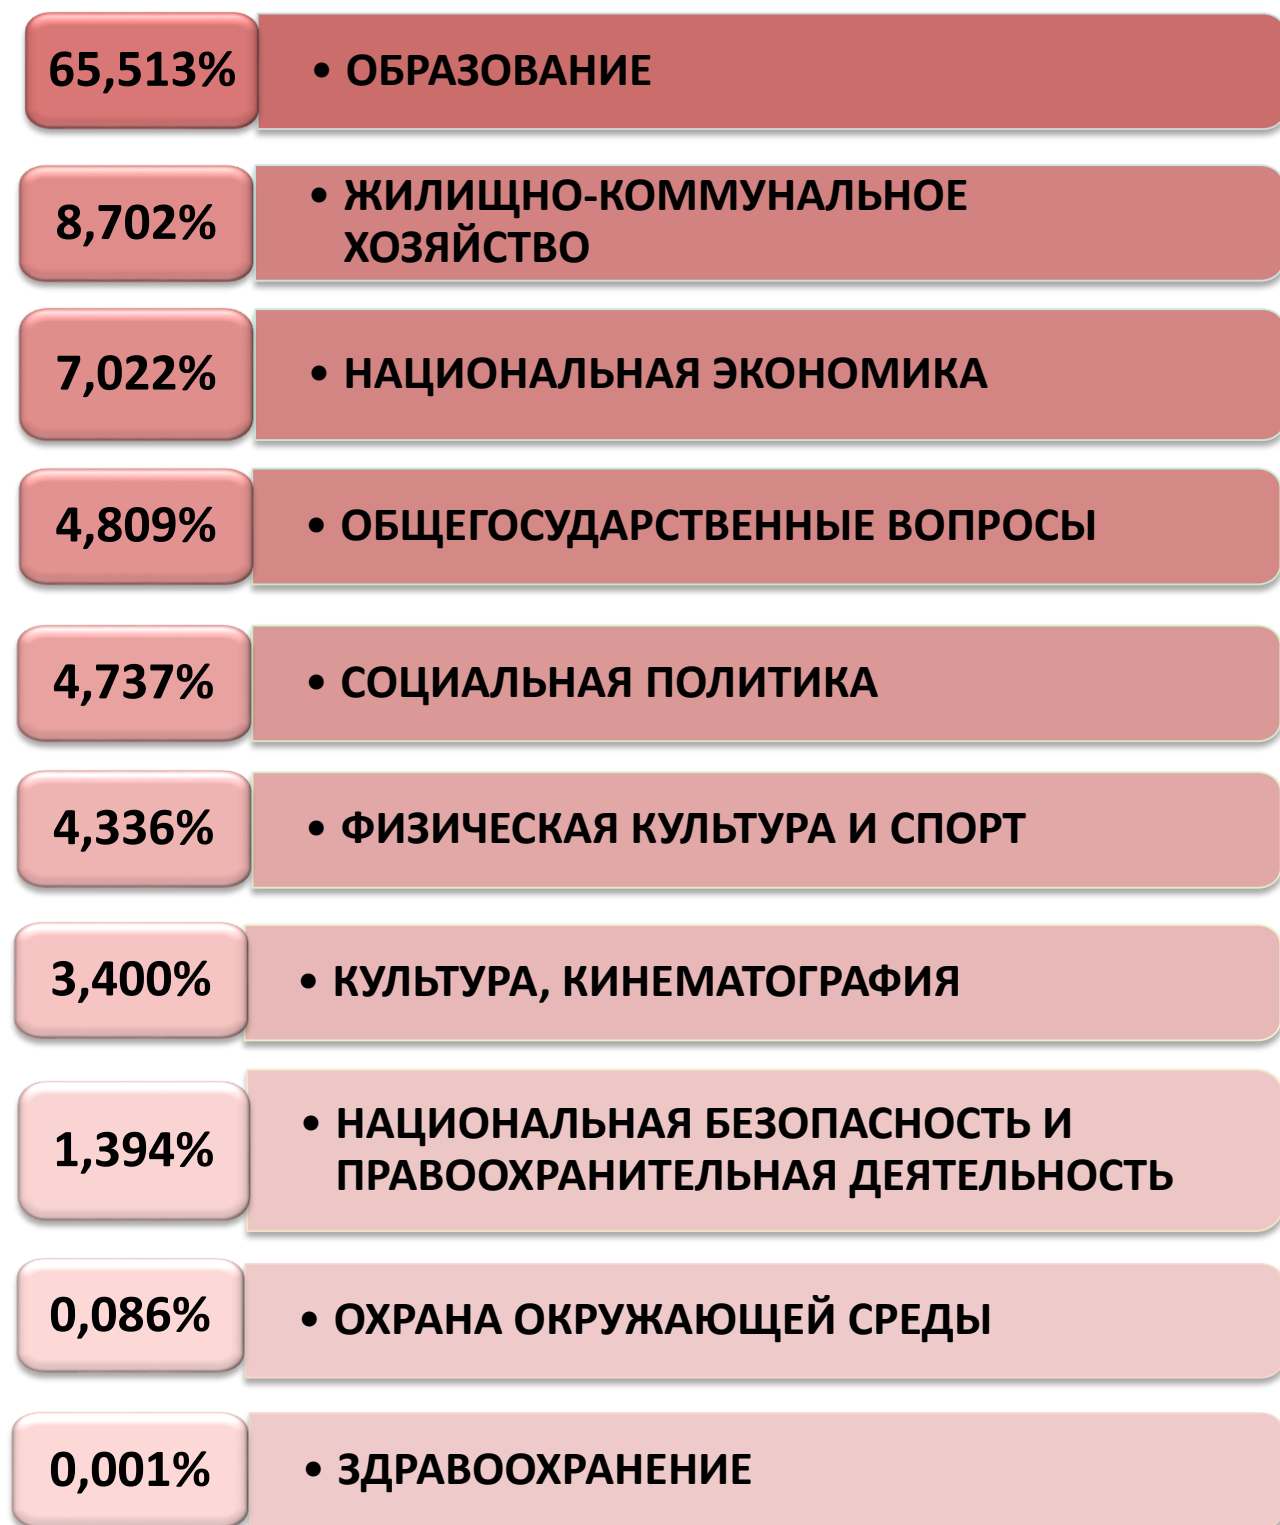 65,513%
• ОБРАЗОВАНИЕ
8,702%
• ЖИЛИЩНО-КОММУНАЛЬНОЕ
ХОЗЯЙСТВО
7,022%
• НАЦИОНАЛЬНАЯ ЭКОНОМИКА
4,809%
• ОБЩЕГОСУДАРСТВЕННЫЕ ВОПРОСЫ
4,737%
• СОЦИАЛЬНАЯ ПОЛИТИКА
4,336%
• ФИЗИЧЕСКАЯ КУЛЬТУРА И СПОРТ
3,400%
• КУЛЬТУРА, КИНЕМАТОГРАФИЯ
1,394%
• НАЦИОНАЛЬНАЯ БЕЗОПАСНОСТЬ И
ПРАВООХРАНИТЕЛЬНАЯ ДЕЯТЕЛЬНОСТЬ
0,086%
• ОХРАНА ОКРУЖАЮЩЕЙ СРЕДЫ
0,001%
• ЗДРАВООХРАНЕНИЕ